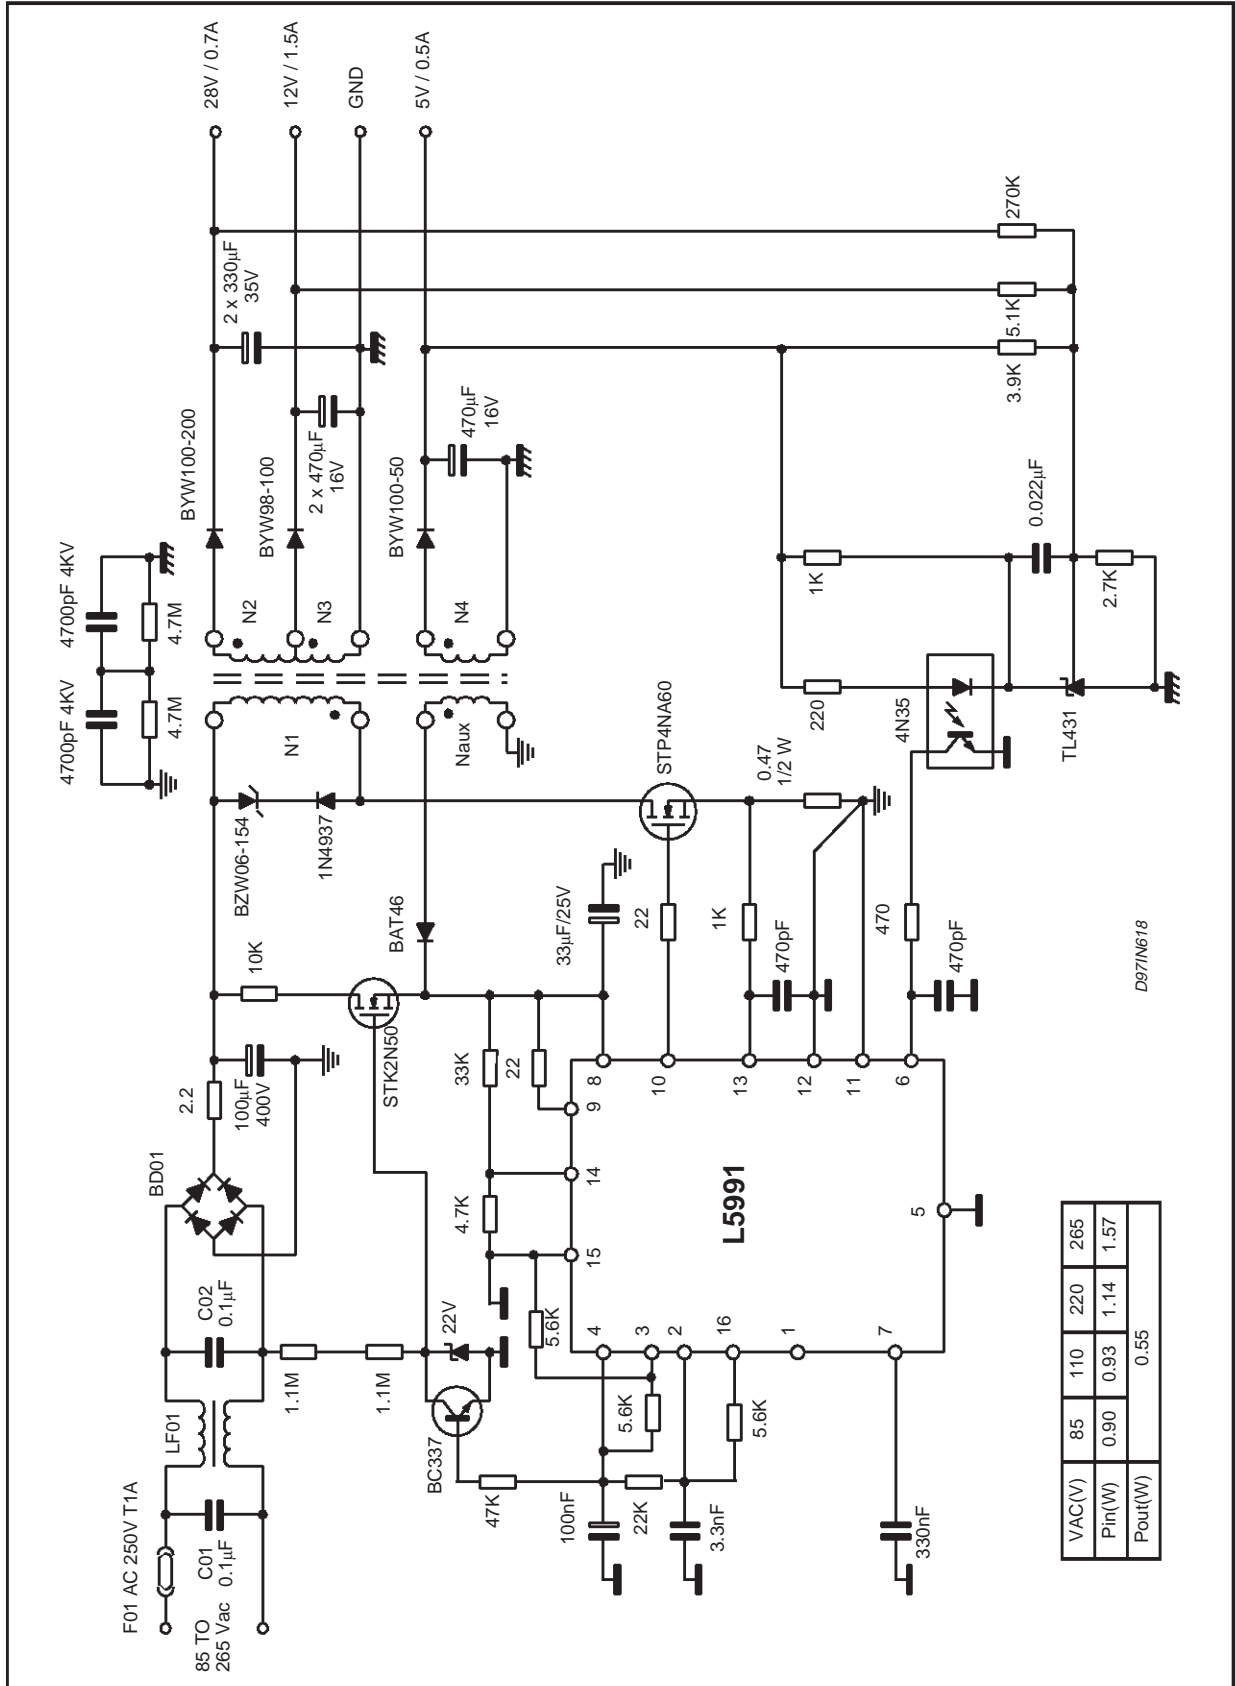 F01 AC 250V T1A
85 TO
265 Vac
C01
0.1µF
LF01
C02
0.1µF
BD01
2.2
100µF
400V
10K
STK2N50
BZW06-154
1N4937
BAT46
4700pF 4KV
4700pF 4KV
4.7M
4.7M
N1
Naux
N2
N3
N4
BYW100-200
BYW98-100
BYW100-50
2 x 330µF
35V
2 x 470µF
16V
470µF
16V
28V / 0.7A
12V / 1.5A
GND
5V / 0.5A
1.1M
1.1M
22V
BC337
47K
33K
22
4.7K
5.6K
33µF/25V
22
STP4NA60
0.47
1/2 W
1K
470pF
470
470pF
4N35
220
1K
0.022µF
TL431
2.7K
3.9K
5.1K
270K
100nF
22K
5.6K
3.3nF
5.6K
330nF
L5991
9
14
15
8
10
13
12
11
6
4
3
2
16
1
7
5
VAC(V) 85 110 220 265
Pin(W) 0.90 0.93 1.14 1.57
Pout(W) 0.55
D97IN618